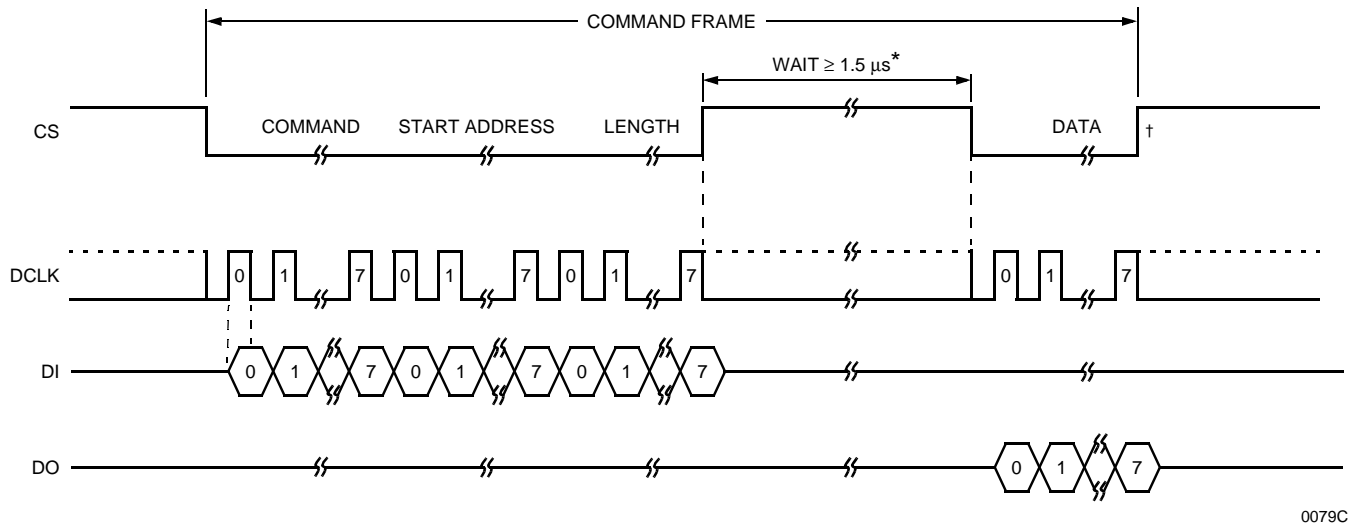 COMMAND FRAME
WAIT ≥ 1.5 μs*
CS COMMAND START ADDRESS LENGTH DATA †
DCLK 0 1 7 0 1 7 0 1 7 0 1 7
DI 0 1 7 0 1 7 0 1 7
DO 0 1 7
0079C